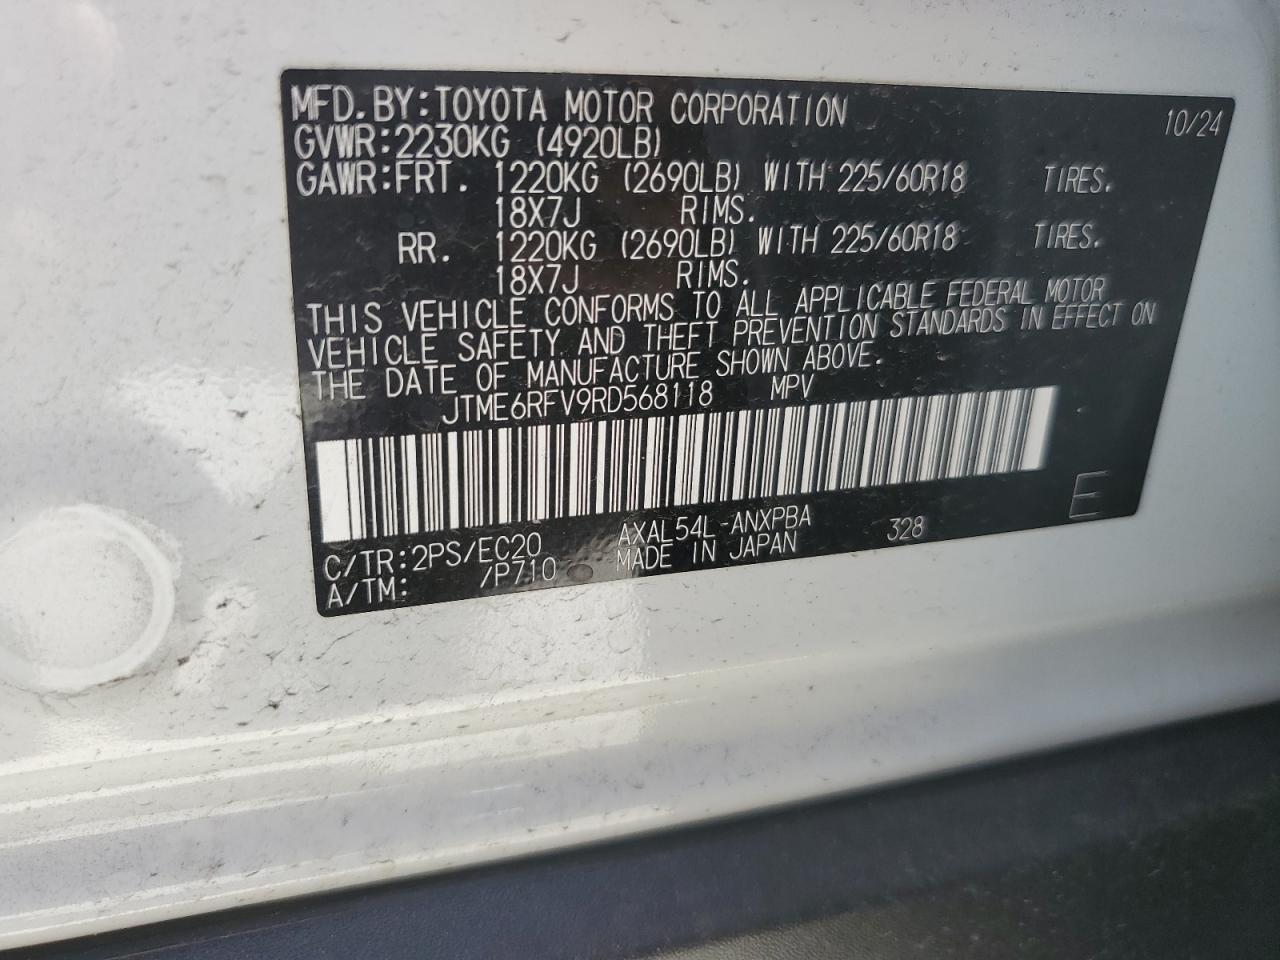 MFD. BY:TOYOTA MOTOR CORPORATION 10/24
GVWR:2230KG (4920LB)
GAWR:FRT. 1220KG (2690LB) WITH 225/60R18 TIRES.
18X7J RIMS.
RR. 1220KG (2690LB) WITH 225/60R18 TIRES.
18X7J RIMS.
THIS VEHICLE CONFORMS TO ALL APPLICABLE FEDERAL MOTOR
VEHICLE SAFETY AND THEFT PREVENTION STANDARDS IN EFFECT ON
THE DATE OF MANUFACTURE SHOWN ABOVE.
JTME6RFV9RD568118 MPV
E
C/TR:2PS/EC20 AXAL54L-ANXPBA 328
A/TM: /P710 MADE IN JAPAN